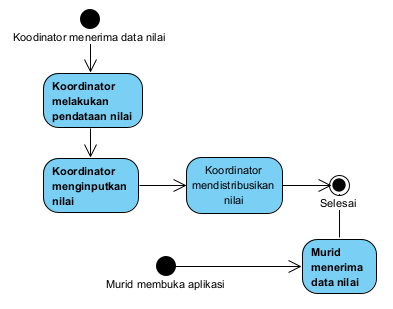 Koodinator menerima data nilai
Koordinator
melakukan
pendataan nilai
Koordinator
menginputkan
nilai
Koordinator
mendistribusikan
nilai
Selesai
Murid membuka aplikasi
Murid
menerima
data nilai